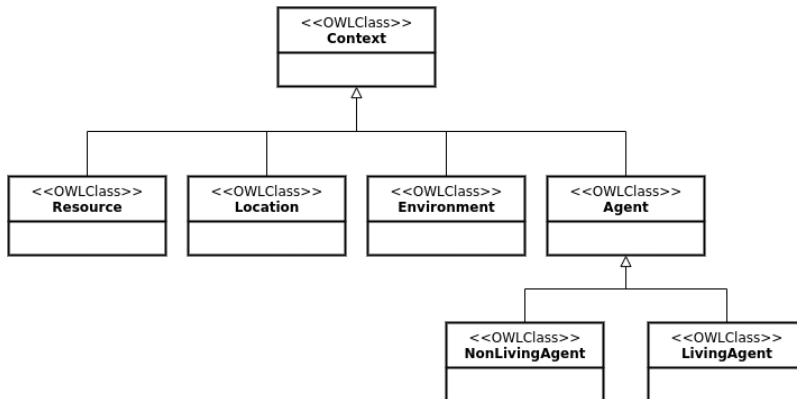 <<OWLClass>>
Context
<<OWLClass>>
Resource
<<OWLClass>>
Location
<<OWLClass>>
Environment
<<OWLClass>>
Agent
<<OWLClass>>
NonLivingAgent
<<OWLClass>>
LivingAgent